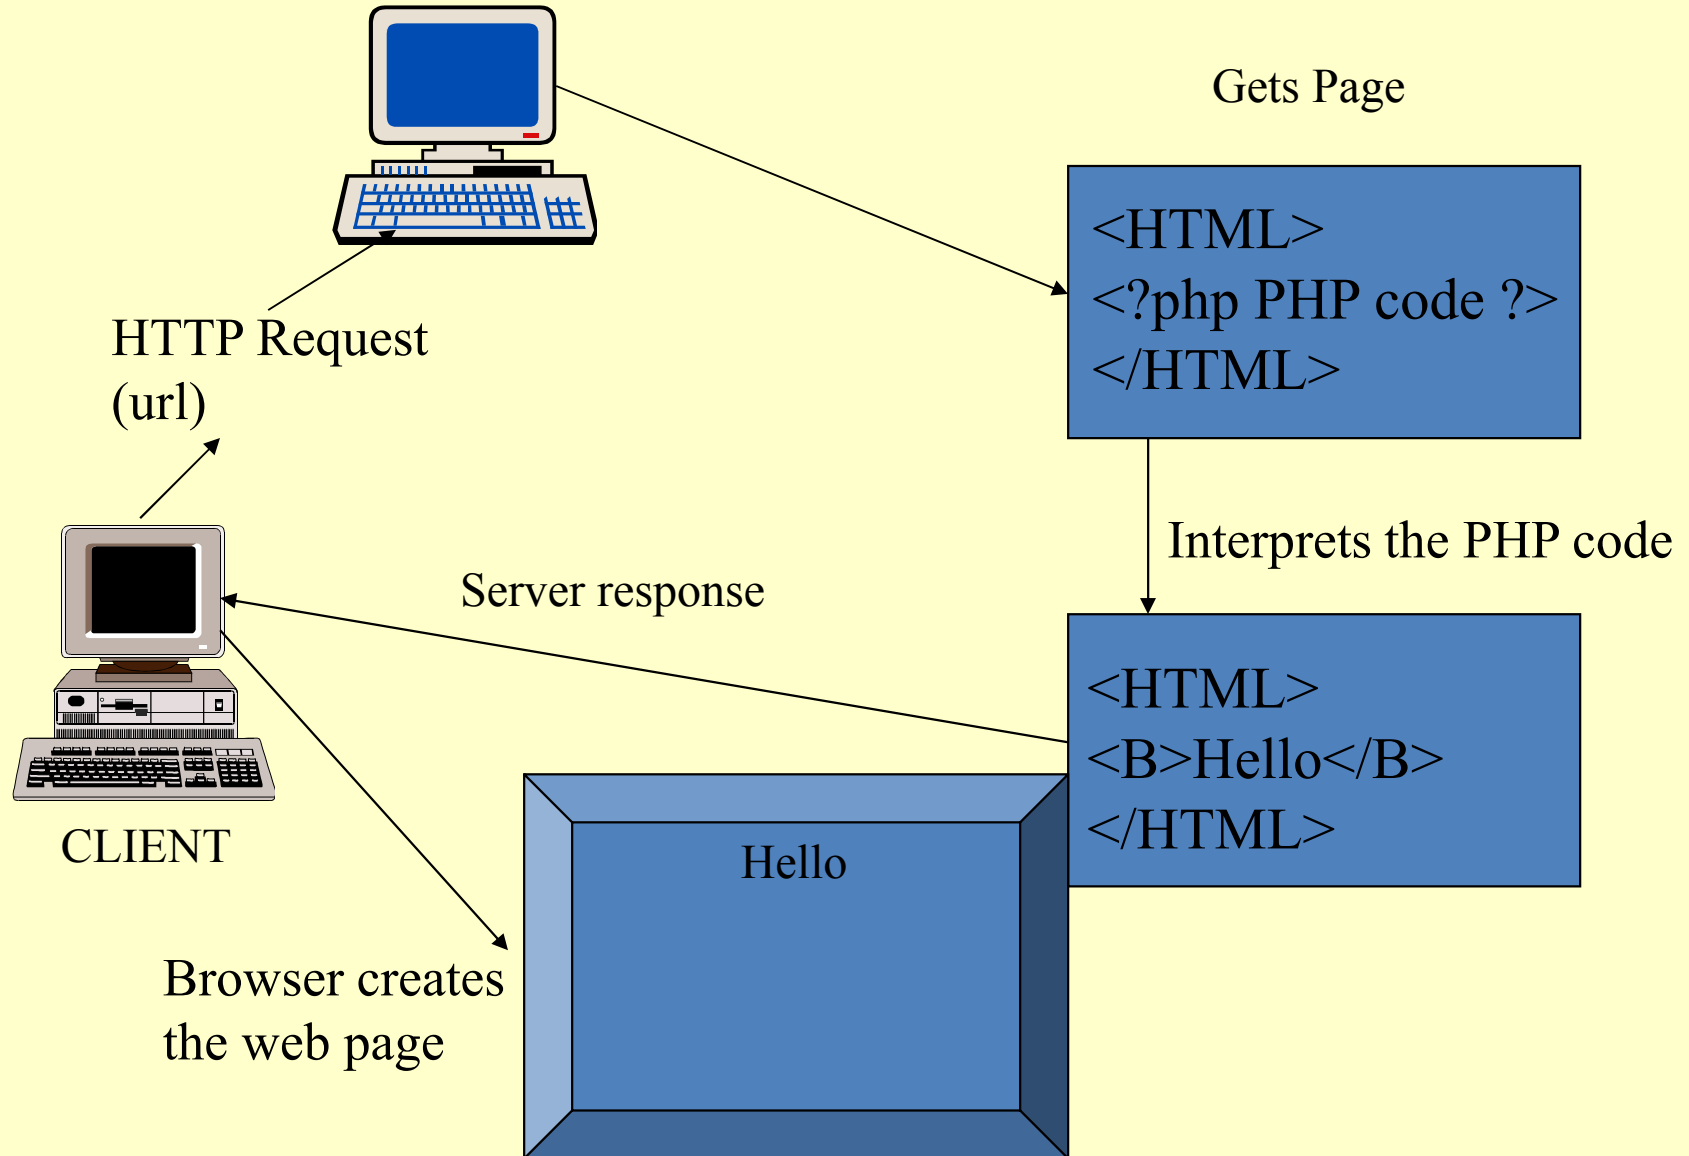 Gets Page
<HTML>
<?php PHP code ?>
</HTML>
HTTP Request
(url)
Interprets the PHP code
Server response
<HTML>
<B>Hello</B>
</HTML>
CLIENT
Hello
Browser creates
the web page